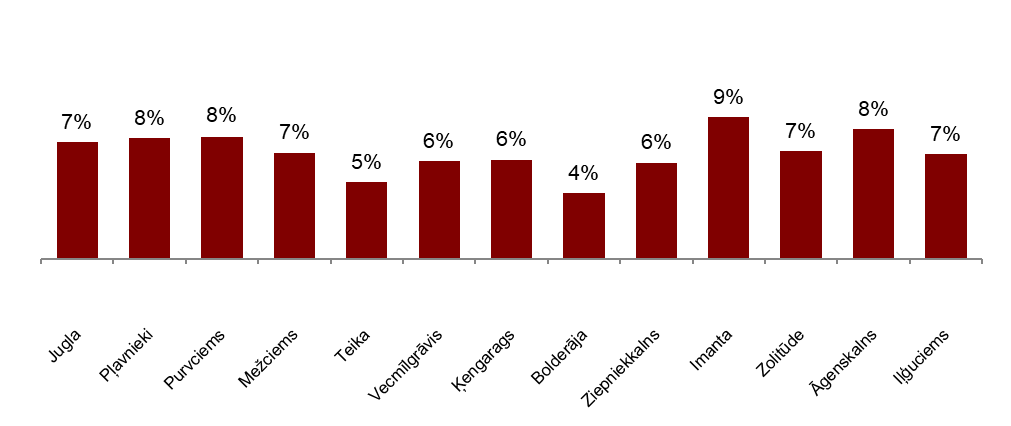 7%
8%
8%
7%
5%
6%
6%
4%
6%
9%
7%
8%
7%
Jugla
Pļavnieki
Purvciems
Mežciems
Teika
Vecmīlgrāvis
Ķengarags
Bolderāja
Ziepniekkalns
Imanta
Zolitūde
Āgenskalns
Iļģuciems